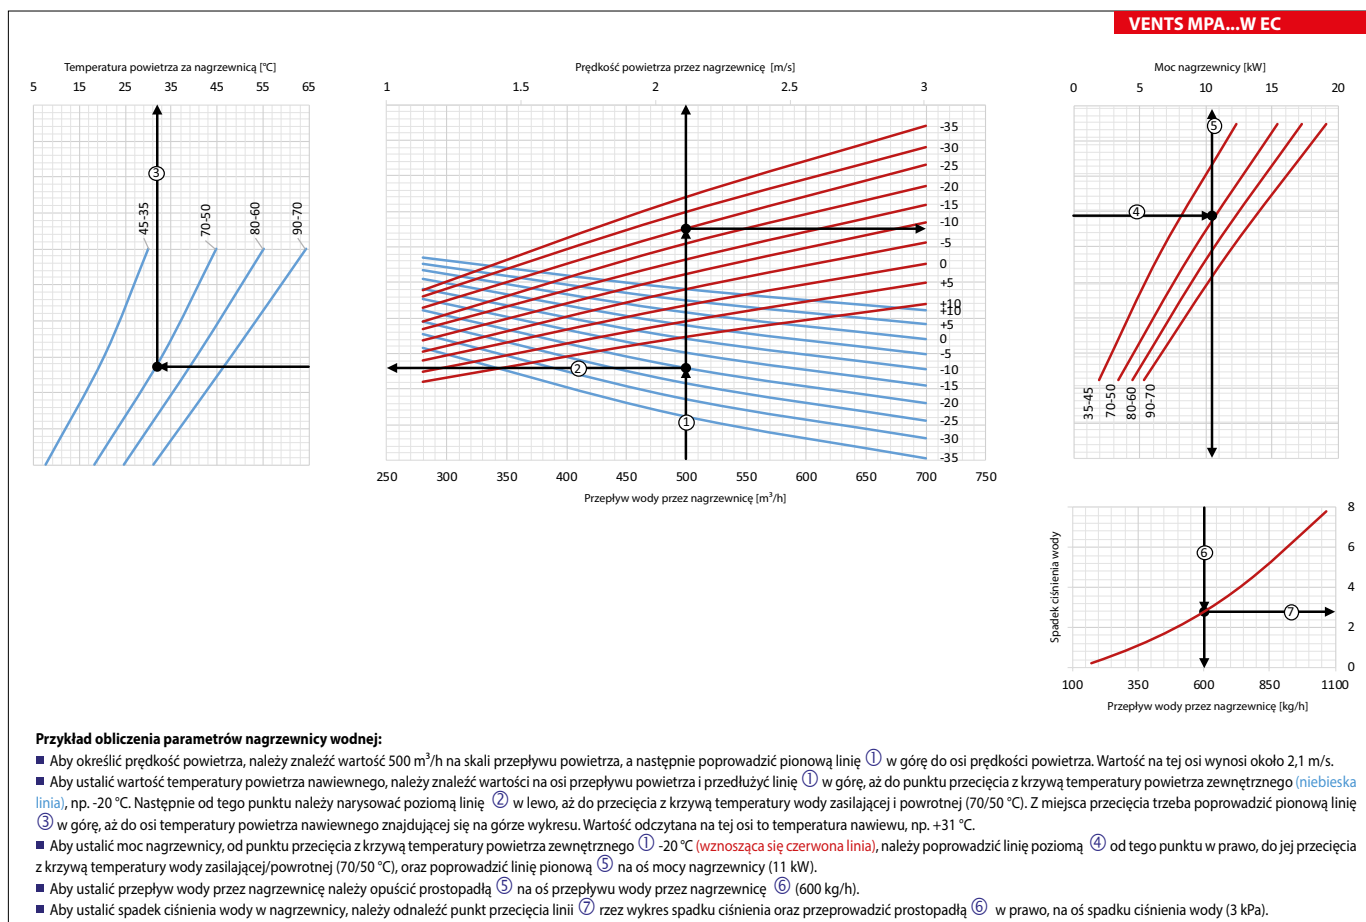 VENTS MPA...W EC
Temperatura powietrza za nagrzewnicą [°C]
5 15 25 35 45 55 65
3
45-35
70-50
80-60
90-70
Prędkość powietrza przez nagrzewnicę [m/s]
1 1.5 2 2.5 3
-35
-30
-25
-20
-15
-10
-5
0
+5
+10
+10
+5
0
-5
-10
-15
-20
-25
-30
-35
2
1
250 300 350 400 450 500 550 600 650 700 750
Przepływ wody przez nagrzewnicę [m³/h]
Moc nagrzewnicy [kW]
0 5 10 15 20
5
4
35-45
70-50
80-60
90-70
Spadek ciśnienia wody
8
6
4
2
0
6
7
100 350 600 850 1100
Przepływ wody przez nagrzewnicę [kg/h]
Przykład obliczenia parametrów nagrzewnicy wodnej:
■ Aby określić prędkość powietrza, należy znaleźć wartość 500 m³/h na skali przepływu powietrza, a następnie poprowadzić pionową linię ① w górę do osi prędkości powietrza. Wartość na tej osi wynosi około 2,1 m/s.
■ Aby ustalić wartość temperatury powietrza nawiewnego, należy znaleźć wartości na osi przepływu powietrza i przedłużyć linię ① w górę, aż do punktu przecięcia z krzywą temperatury powietrza zewnętrznego (niebieska
linia), np. -20 °C. Następnie od tego punktu należy narysować poziomą linię ② w lewo, aż do przecięcia z krzywą temperatury wody zasilającej i powrotnej (70/50 °C). Z miejsca przecięcia trzeba poprowadzić pionową linię
③ w górę, aż do osi temperatury powietrza nawiewnego znajdującej się na górze wykresu. Wartość odczytana na tej osi to temperatura nawiewu, np. +31 °C.
■ Aby ustalić moc nagrzewnicy, od punktu przecięcia z krzywą temperatury powietrza zewnętrznego ① -20 °C (wznosząca się czerwona linia), należy poprowadzić linię poziomą ④ od tego punktu w prawo, do jej przecięcia
z krzywą temperatury wody zasilającej/powrotnej (70/50 °C), oraz poprowadzić linię pionową ⑤ na oś mocy nagrzewnicy (11 kW).
■ Aby ustalić przepływ wody przez nagrzewnicę należy opuścić prostopadłą ⑤ na oś przepływu wody przez nagrzewnicę ⑥ (600 kg/h).
■ Aby ustalić spadek ciśnienia wody w nagrzewnicy, należy odnaleźć punkt przecięcia linii ⑦ rzez wykres spadku ciśnienia oraz przeprowadzić prostopadłą ⑥ w prawo, na oś spadku ciśnienia wody (3 kPa).